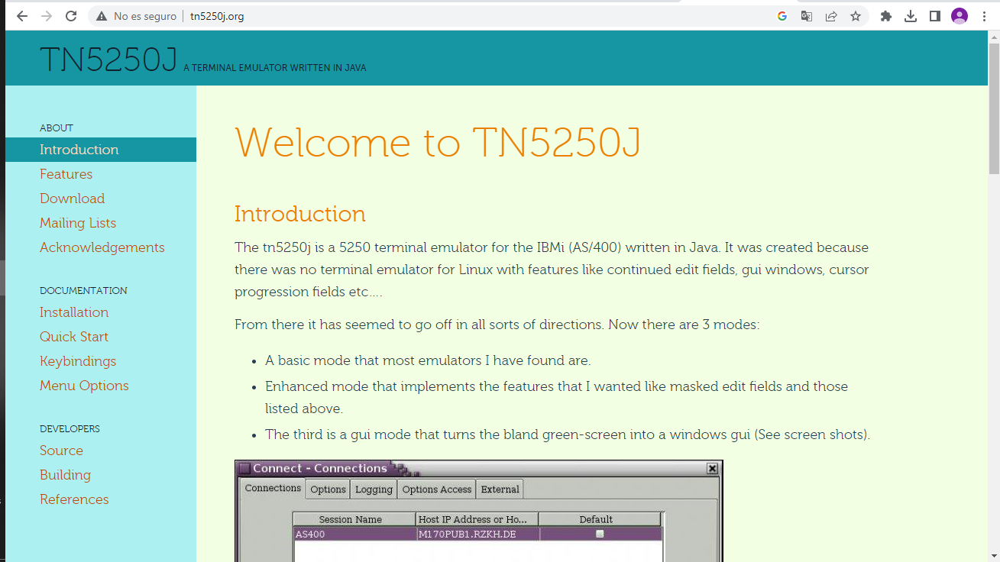 No es seguro | tn5250j.org
TN5250J A TERMINAL EMULATOR WRITTEN IN JAVA
ABOUT
Introduction
Features
Download
Mailing Lists
Acknowledgements
DOCUMENTATION
Installation
Quick Start
Keybindings
Menu Options
DEVELOPERS
Source
Building
References
Welcome to TN5250J
Introduction
The tn5250j is a 5250 terminal emulator for the IBMi (AS/400) written in Java. It was created because
there was no terminal emulator for Linux with features like continued edit fields, gui windows, cursor
progression fields etc....
From there it has seemed to go off in all sorts of directions. Now there are 3 modes:
• A basic mode that most emulators I have found are.
• Enhanced mode that implements the features that I wanted like masked edit fields and those
listed above.
• The third is a gui mode that turns the bland green-screen into a windows gui (See screen shots).
Connect - Connections
Connections Options Logging Options Access External
Session Name Host IP Address or Ho... Default
AS400 M170PUB1.RZKH.DE